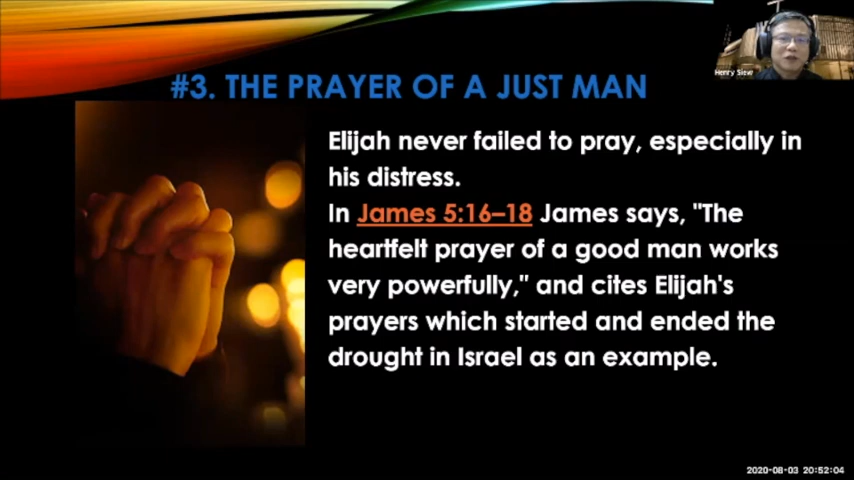 Henry Siew
#3. THE PRAYER OF A JUST MAN
Elijah never failed to pray, especially in
his distress.
In James 5:16–18 James says, "The
heartfelt prayer of a good man works
very powerfully," and cites Elijah's
prayers which started and ended the
drought in Israel as an example.
2020-08-03 20:52:04